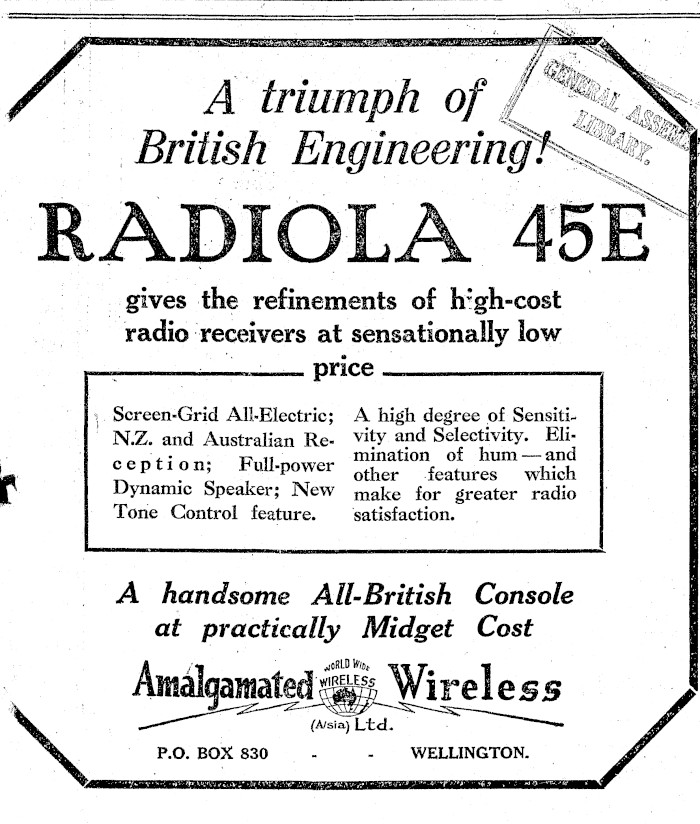 A triumph of
British Engineering!
GENERAL ASSEM
LIBRARY.
RADIOLA 45E
gives the refinements of high-cost
radio receivers at sensationally low
price
Screen-Grid All-Electric;
N.Z. and Australian Re-
ception; Full-power
Dynamic Speaker; New
Tone Control feature.
A high degree of Sensiti-
vity and Selectivity. Eli-
mination of hum — and
other features which
make for greater radio
satisfaction.
A handsome All-British Console
at practically Midget Cost
Amalgamated Wireless
WORLD WIDE
WIRELESS
(A/sia) Ltd.
P.O. BOX 830 - - WELLINGTON.